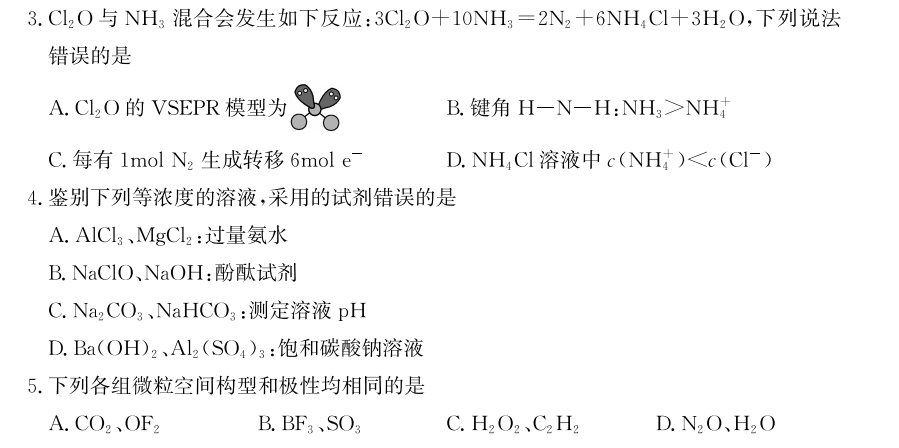 3. Cl₂O 与 NH₃ 混合会发生如下反应:3Cl₂O+10NH₃=2N₂+6NH₄Cl+3H₂O,下列说法
错误的是
A. Cl₂O 的 VSEPR 模型为 B. 键角 H—N—H:NH₃>NH₄⁺
C. 每有 1mol N₂ 生成转移 6mol e⁻ D. NH₄Cl 溶液中 c(NH₄⁺)<c(Cl⁻)
4. 鉴别下列等浓度的溶液,采用的试剂错误的是
A. AlCl₃、MgCl₂:过量氨水
B. NaClO、NaOH:酚酞试剂
C. Na₂CO₃、NaHCO₃:测定溶液 pH
D. Ba(OH)₂、Al₂(SO₄)₃:饱和碳酸钠溶液
5. 下列各组微粒空间构型和极性均相同的是
A. CO₂、OF₂ B. BF₃、SO₃ C. H₂O₂、C₂H₂ D. N₂O、H₂O